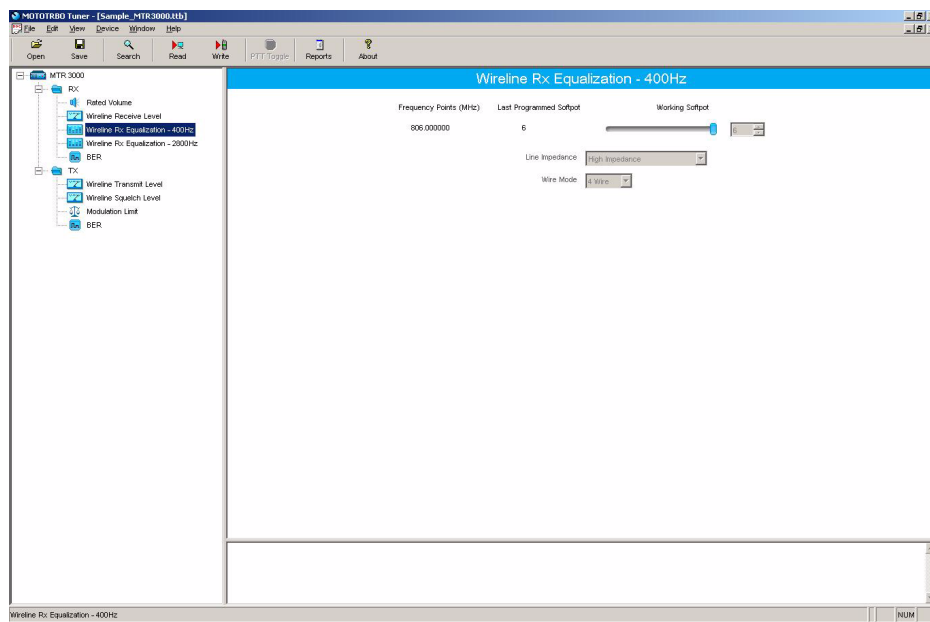 MOTOTRBO Tuner - [Sample_MTR3000.ttb]
File Edit View Device Window Help
Open Save Search Read Write PTT Toggle Reports About
MTR 3000
RX
Rated Volume
Wireline Receive Level
Wireline Rx Equalization - 400Hz
Wireline Rx Equalization - 2800Hz
BER
TX
Wireline Transmit Level
Wireline Squelch Level
Modulation Limit
BER
Wireline Rx Equalization - 400Hz
Frequency Points (MHz) Last Programmed Softpot Working Softpot
806.000000 6 6
Line Impedance High Impedance
Wire Mode 4 Wire
Wireline Rx Equalization - 400Hz NUM